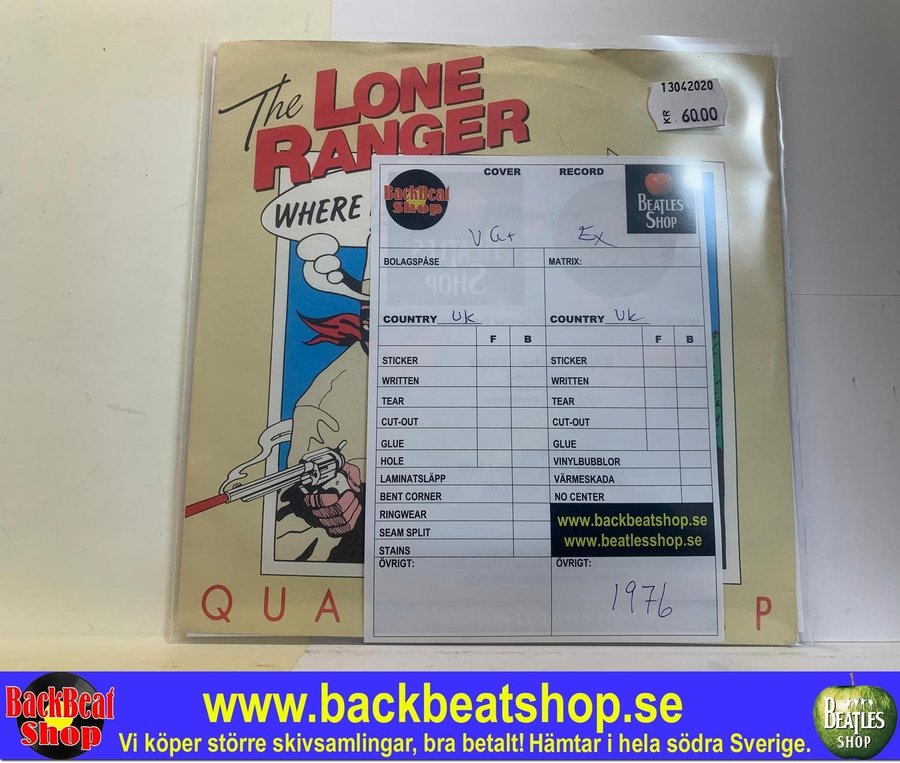 The LONE
RANGER
13042020
KR 60.00
WHERE
COVER RECORD
BackBeat
Shop
BEATLES
SHOP
VG+ Ex
BOLAGSPÅSE MATRIX:
COUNTRY UK COUNTRY UK
F B F B
STICKER STICKER
WRITTEN WRITTEN
TEAR TEAR
CUT-OUT CUT-OUT
GLUE GLUE
HOLE VINYLBUBBLOR
LAMINATSLÄPP VÄRMESKADA
BENT CORNER NO CENTER
RINGWEAR
SEAM SPLIT
STAINS
www.backbeatshop.se
www.beatlesshop.se
ÖVRIGT: ÖVRIGT:
1976
QUA P
BackBeat
Shop
www.backbeatshop.se
Vi köper större skivsamlingar, bra betalt! Hämtar i hela södra Sverige.
BEATLES
SHOP